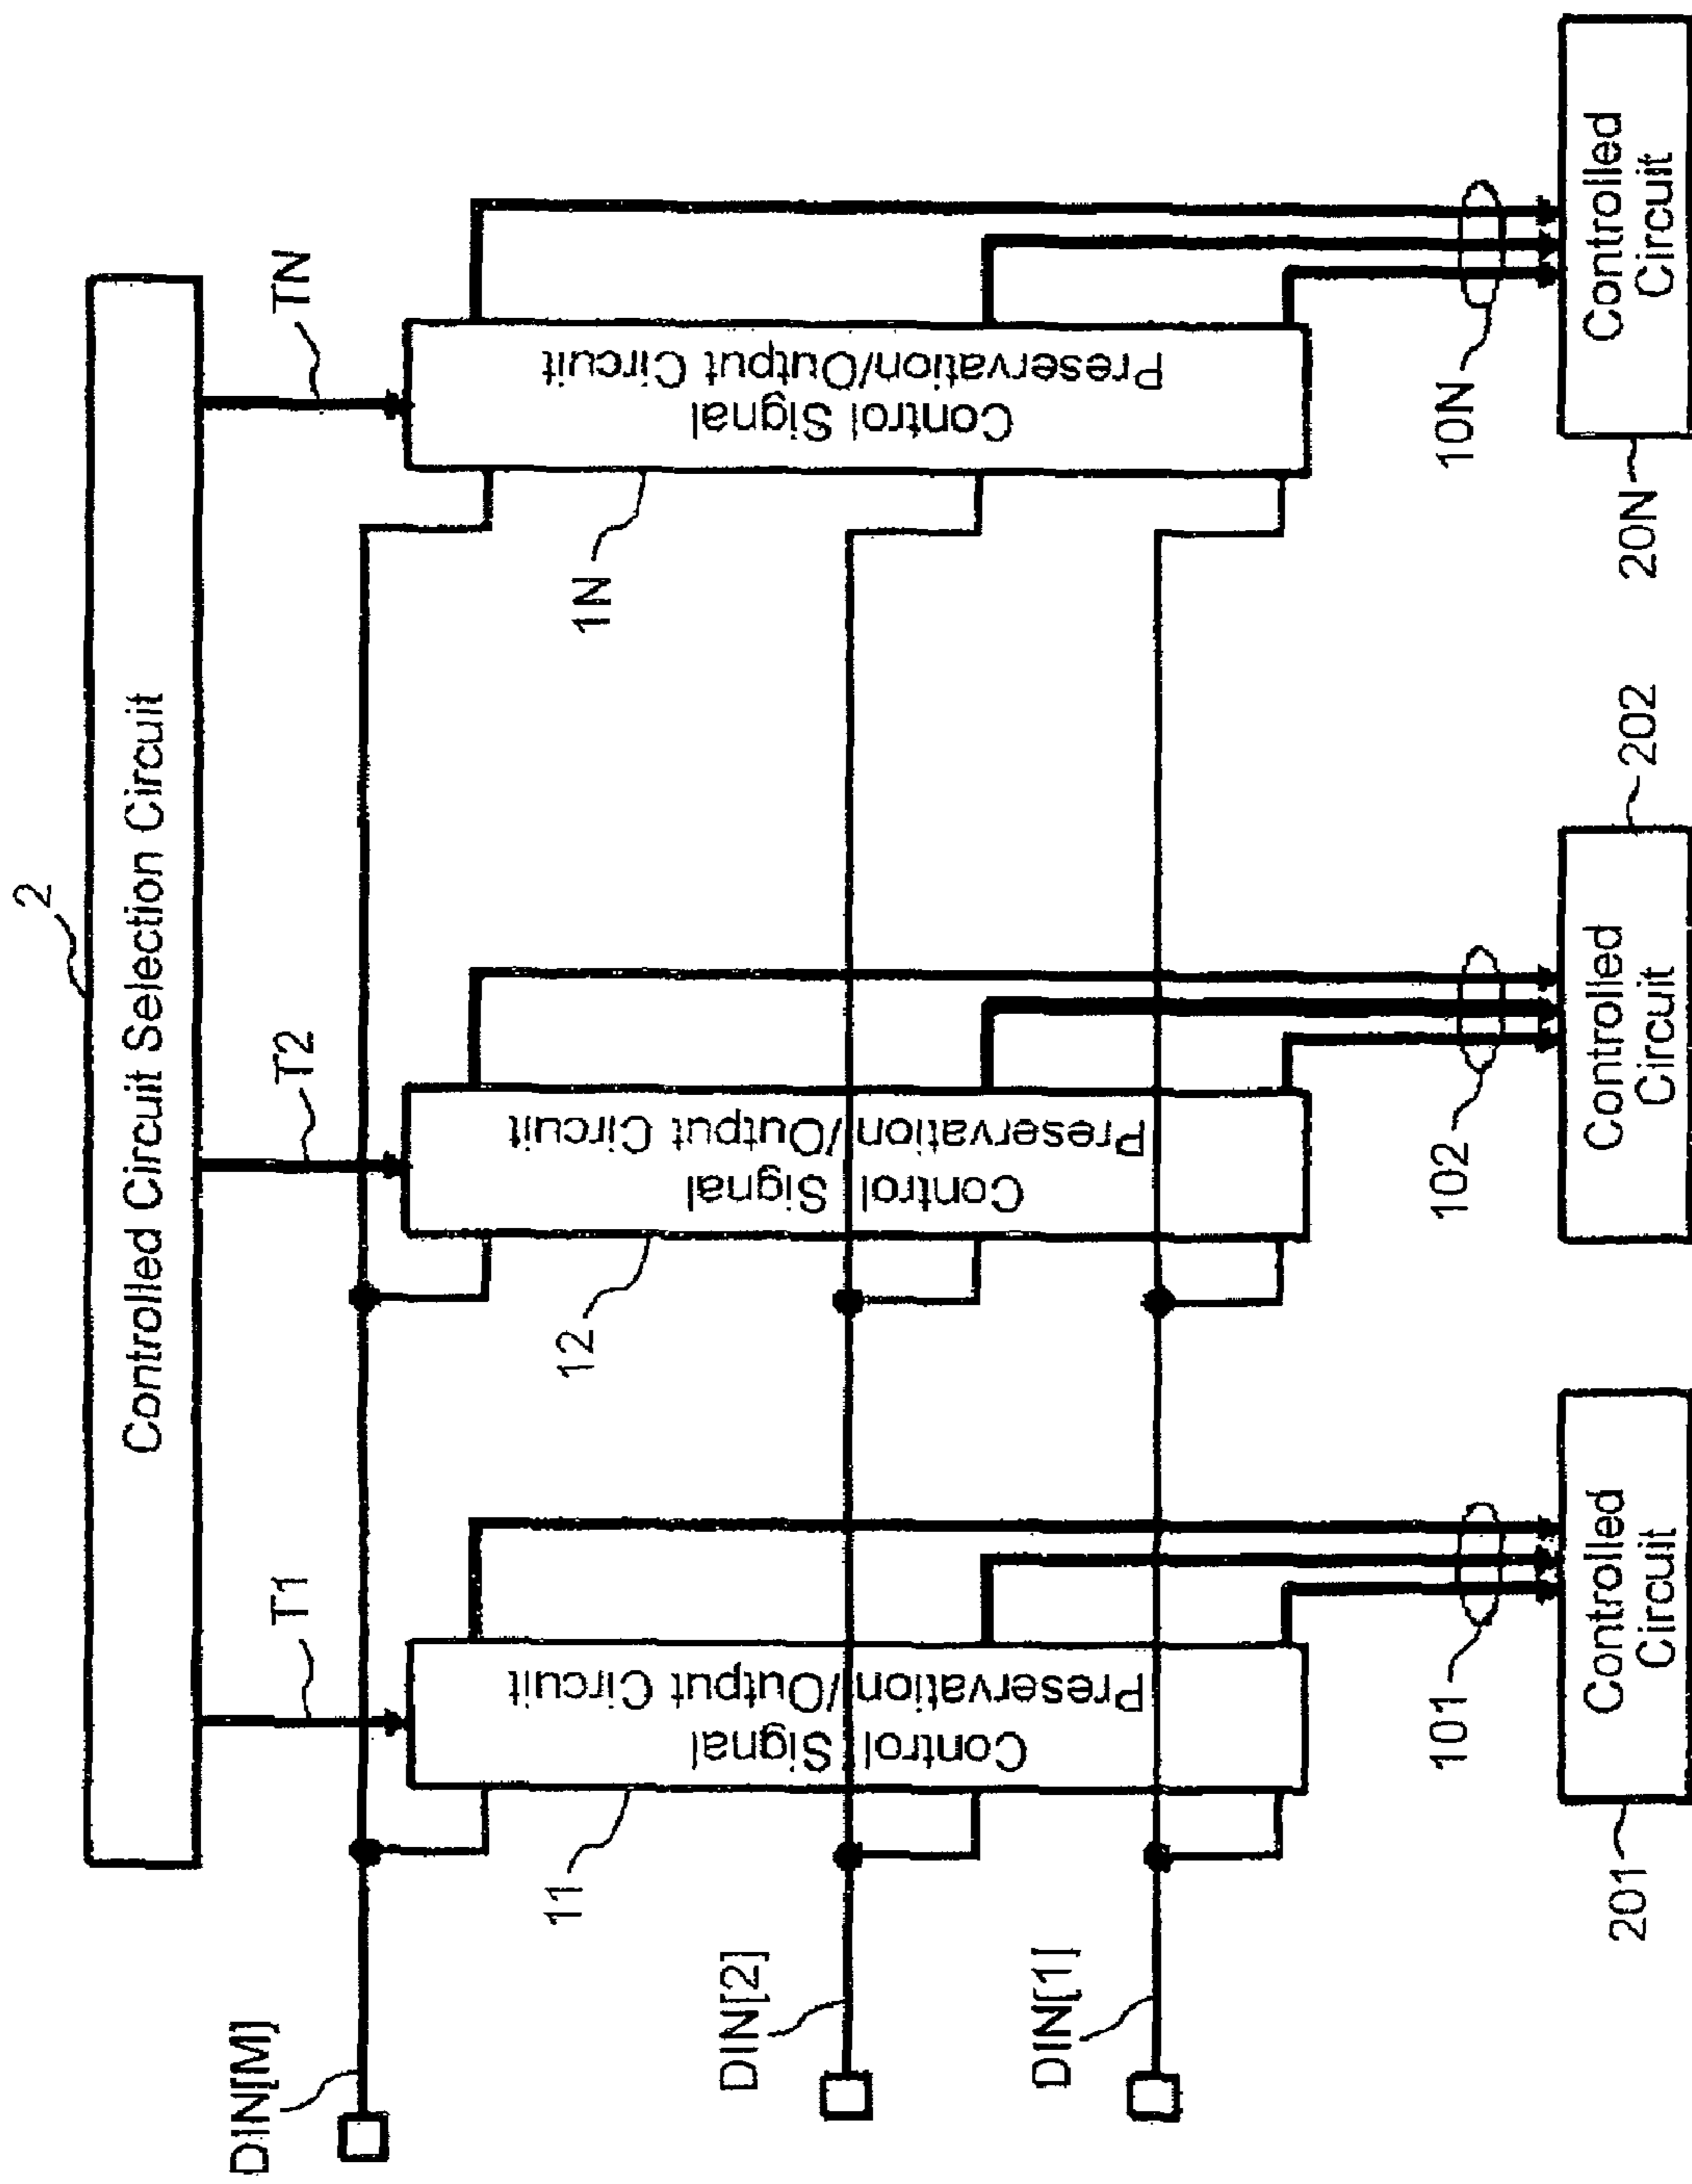 2
Controlled Circuit Selection Circuit
T1
T2
TN
DIN[M]
DIN[2]
DIN[1]
11
Control Signal
Preservation/Output Circuit
12
Control Signal
Preservation/Output Circuit
1N
Control Signal
Preservation/Output Circuit
101
102
10N
201
Controlled
Circuit
202
Controlled
Circuit
20N
Controlled
Circuit